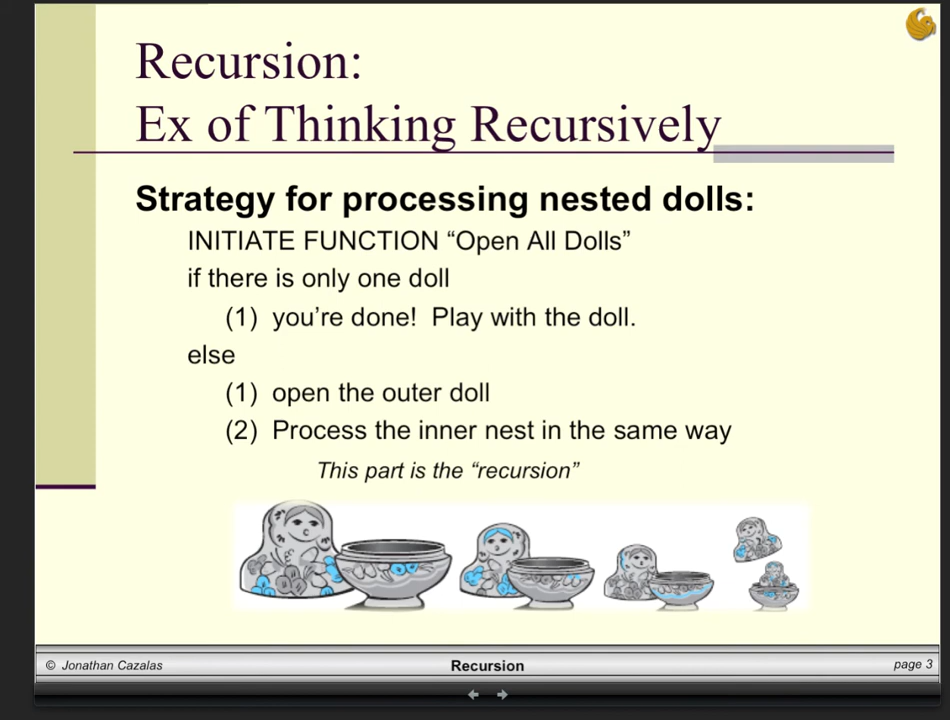 Recursion:
Ex of Thinking Recursively
Strategy for processing nested dolls:
INITIATE FUNCTION “Open All Dolls”
if there is only one doll
(1) you’re done! Play with the doll.
else
(1) open the outer doll
(2) Process the inner nest in the same way
This part is the “recursion”
© Jonathan Cazalas
Recursion
page 3